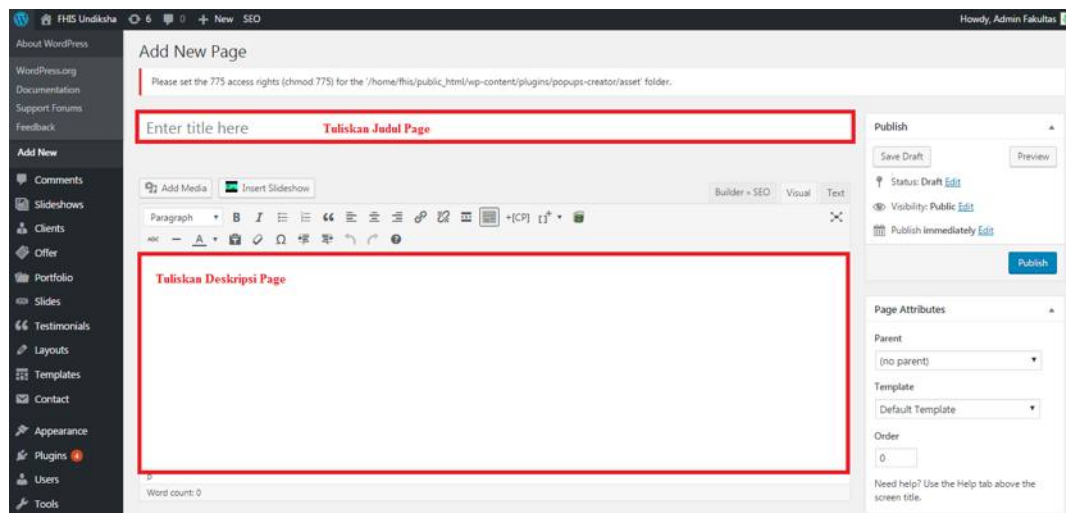 FHIS Undiksha 6 0 + New SEO Howdy, Admin Fakultas
About WordPress
WordPress.org
Documentation
Support Forums
Feedback
Add New
Comments
Slideshows
Clients
Offer
Portfolio
Slides
Testimonials
Layouts
Templates
Contact
Appearance
Plugins 4
Users
Tools
Add New Page
Please set the 775 access rights (chmod 775) for the '/home/fhis/public_html/wp-content/plugins/popups-creator/asset' folder.
Enter title here Tuliskan Judul Page
Add Media Insert Slideshow Builder + SEO Visual Text
Paragraph B I +[CP]
ABC A Ω
Tuliskan Deskripsi Page
p
Word count: 0
Publish
Save Draft Preview
Status: Draft Edit
Visibility: Public Edit
Publish immediately Edit
Publish
Page Attributes
Parent
(no parent)
Template
Default Template
Order
0
Need help? Use the Help tab above the
screen title.